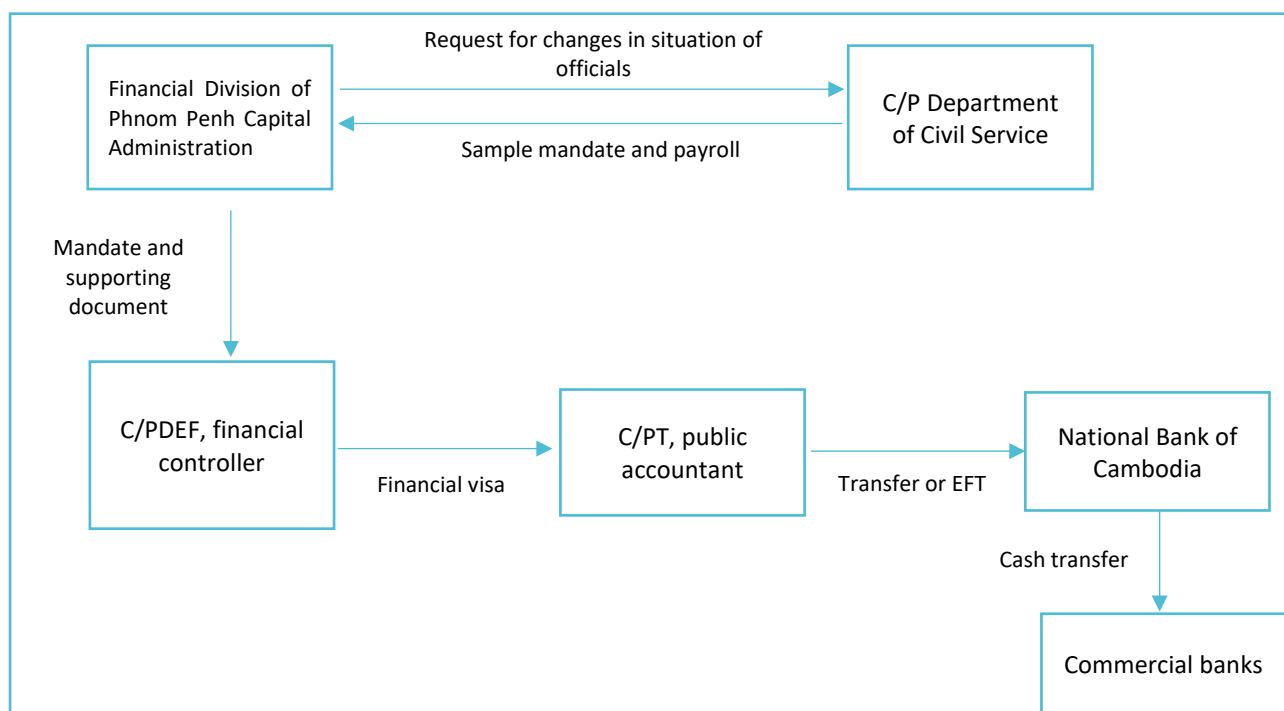 Request for changes in situation of
officials
Financial Division of
Phnom Penh Capital
Administration
C/P Department
of Civil Service
Sample mandate and payroll
Mandate and
supporting
document
C/PDEF, financial
controller
Financial visa
C/PT, public
accountant
Transfer or EFT
National Bank of
Cambodia
Cash transfer
Commercial banks